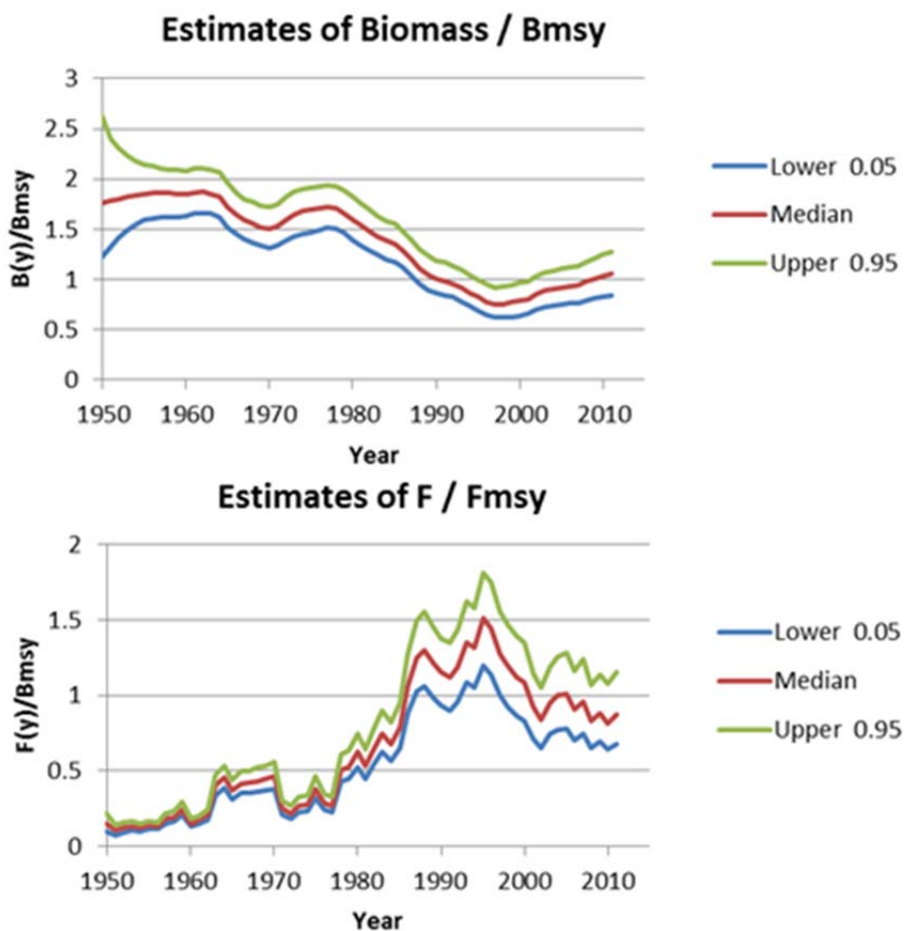 Estimates of Biomass / Bmsy
3
2.5
2
1.5
1
0.5
0
B(y)/Bmsy
1950 1960 1970 1980 1990 2000 2010
Year
Lower 0.05
Median
Upper 0.95
Estimates of F / Fmsy
2
1.5
1
0.5
0
F(y)/Bmsy
1950 1960 1970 1980 1990 2000 2010
Year
Lower 0.05
Median
Upper 0.95